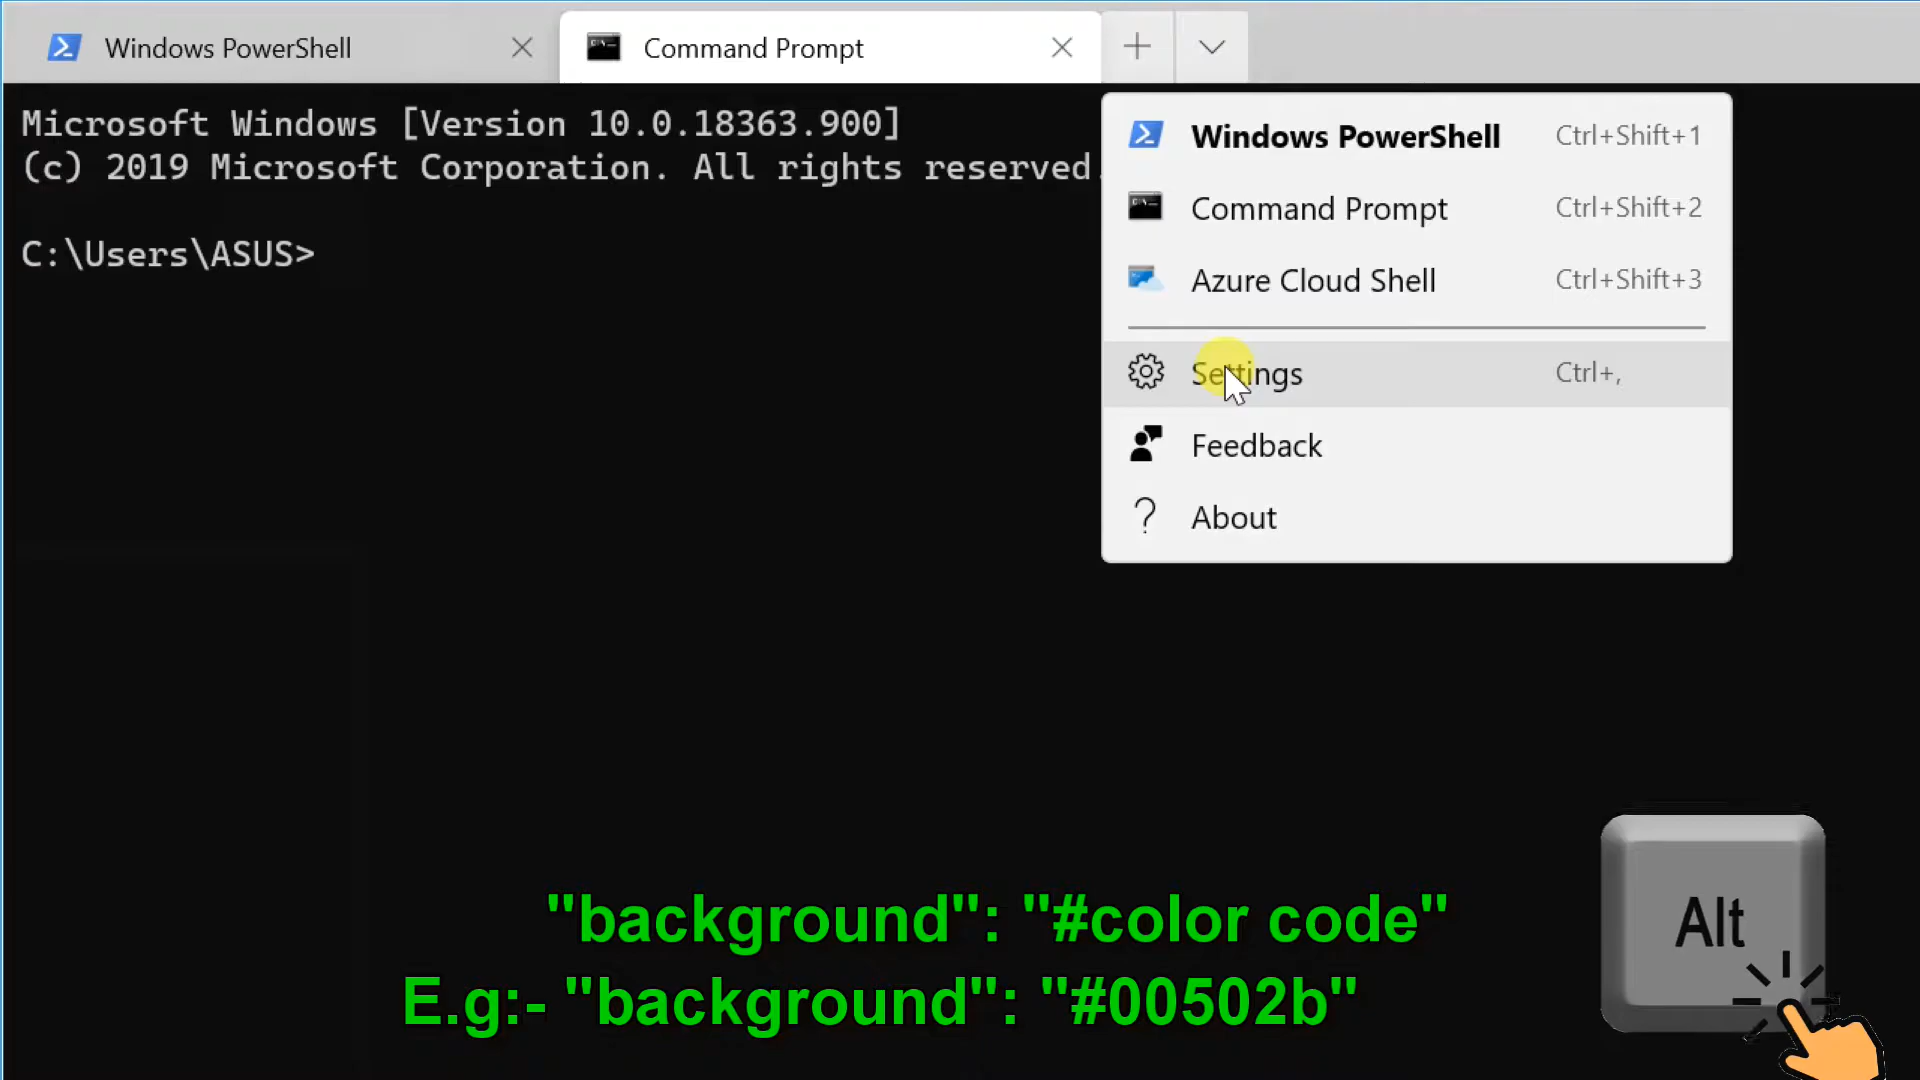 Windows PowerShell
Command Prompt
Microsoft Windows [Version 10.0.18363.900]
(c) 2019 Microsoft Corporation. All rights reserved.
C:\Users\ASUS>
Windows PowerShell Ctrl+Shift+1
Command Prompt Ctrl+Shift+2
Azure Cloud Shell Ctrl+Shift+3
Settings Ctrl+,
Feedback
About
"background": "#color code"
E.g:- "background": "#00502b"
Alt